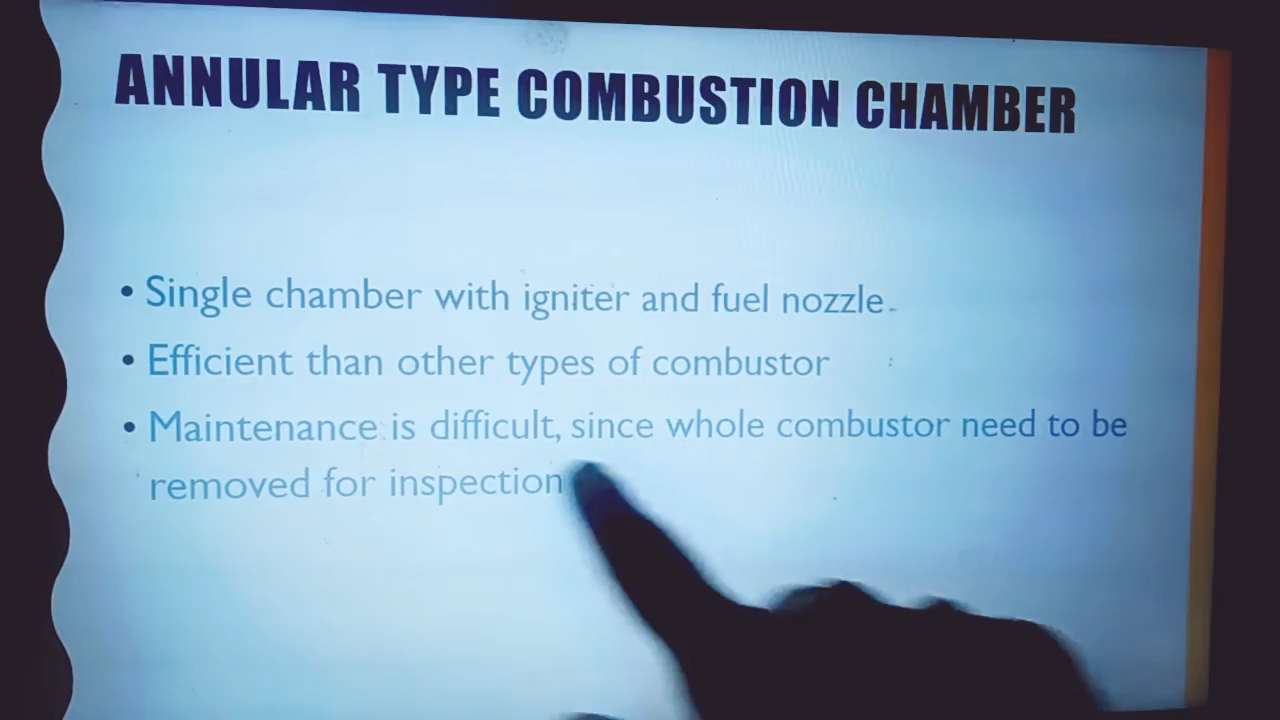 ANNULAR TYPE COMBUSTION CHAMBER
• Single chamber with igniter and fuel nozzle
• Efficient than other types of combustor
• Maintenance is difficult, since whole combustor need to be
removed for inspection